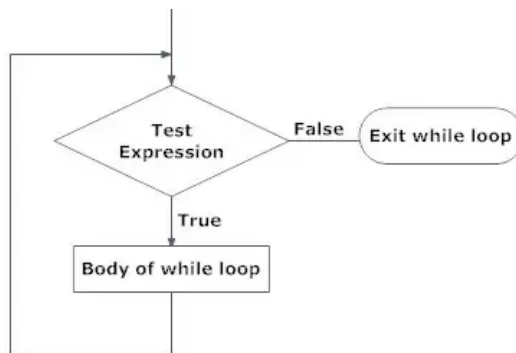 Test
Expression
False
Exit while loop
True
Body of while loop